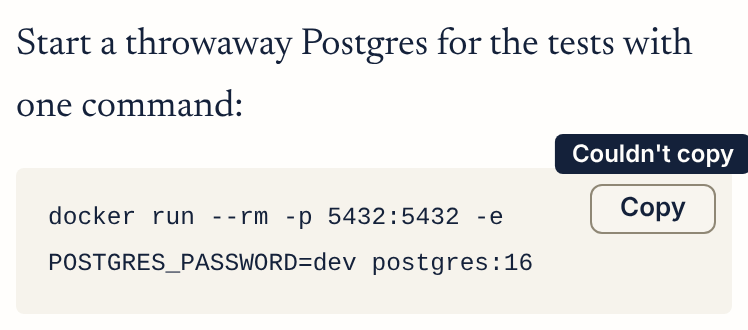 Start a throwaway Postgres for the tests with
one command:
Couldn't copy
Copy
docker run --rm -p 5432:5432 -e
POSTGRES_PASSWORD=dev postgres:16